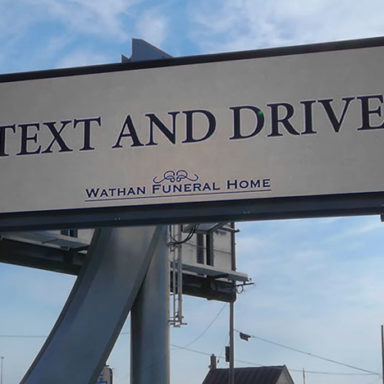 TEXT AND DRIVE
WATHAN FUNERAL HOME